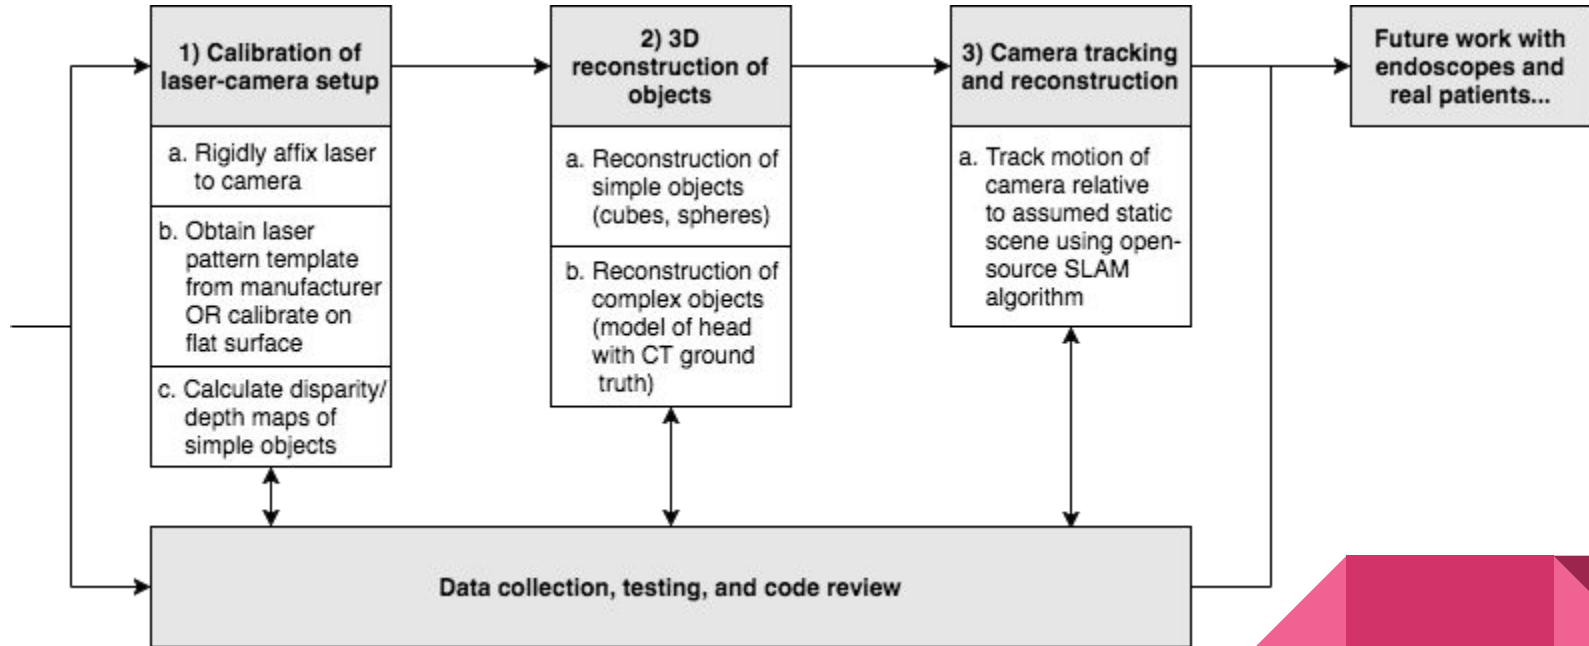 1) Calibration of
laser-camera setup
a. Rigidly affix laser
to camera
b. Obtain laser
pattern template
from manufacturer
OR calibrate on
flat surface
c. Calculate disparity/
depth maps of
simple objects
2) 3D
reconstruction of
objects
a. Reconstruction of
simple objects
(cubes, spheres)
b. Reconstruction of
complex objects
(model of head
with CT ground
truth)
3) Camera tracking
and reconstruction
a. Track motion of
camera relative
to assumed static
scene using open-
source SLAM
algorithm
Future work with
endoscopes and
real patients...
Data collection, testing, and code review